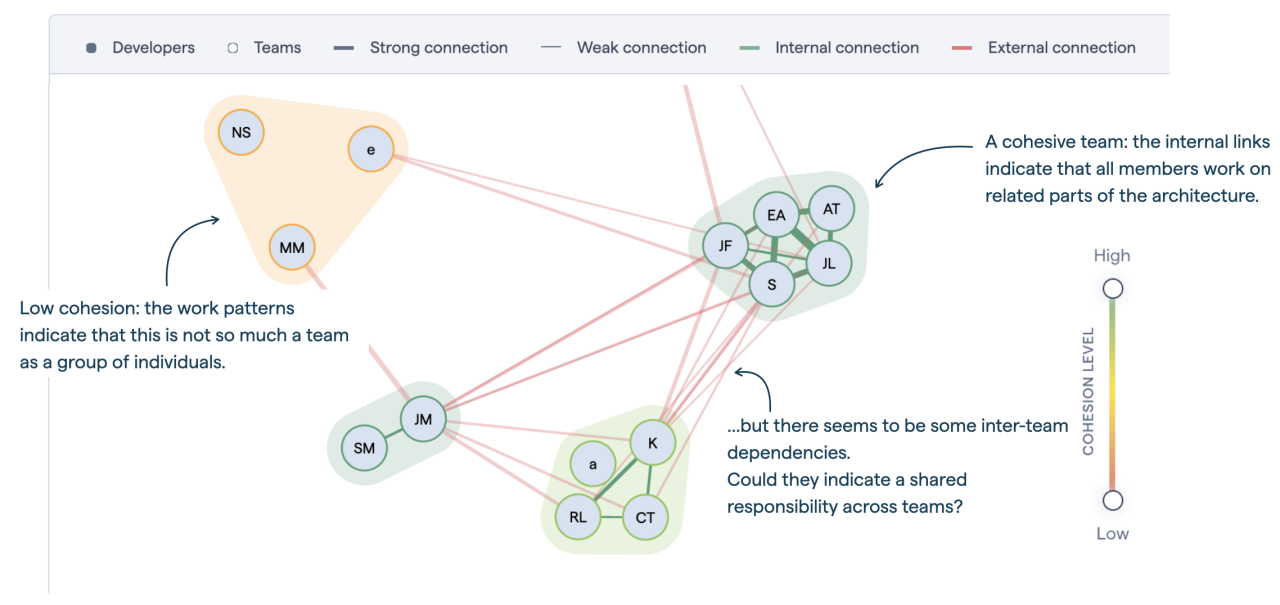 Developers Teams Strong connection Weak connection Internal connection External connection
NS
e
MM
Low cohesion: the work patterns
indicate that this is not so much a team
as a group of individuals.
EA
AT
JF
JL
S
A cohesive team: the internal links
indicate that all members work on
related parts of the architecture.
High
COHESION LEVEL
Low
JM
SM
K
a
RL
CT
...but there seems to be some inter-team
dependencies.
Could they indicate a shared
responsibility across teams?